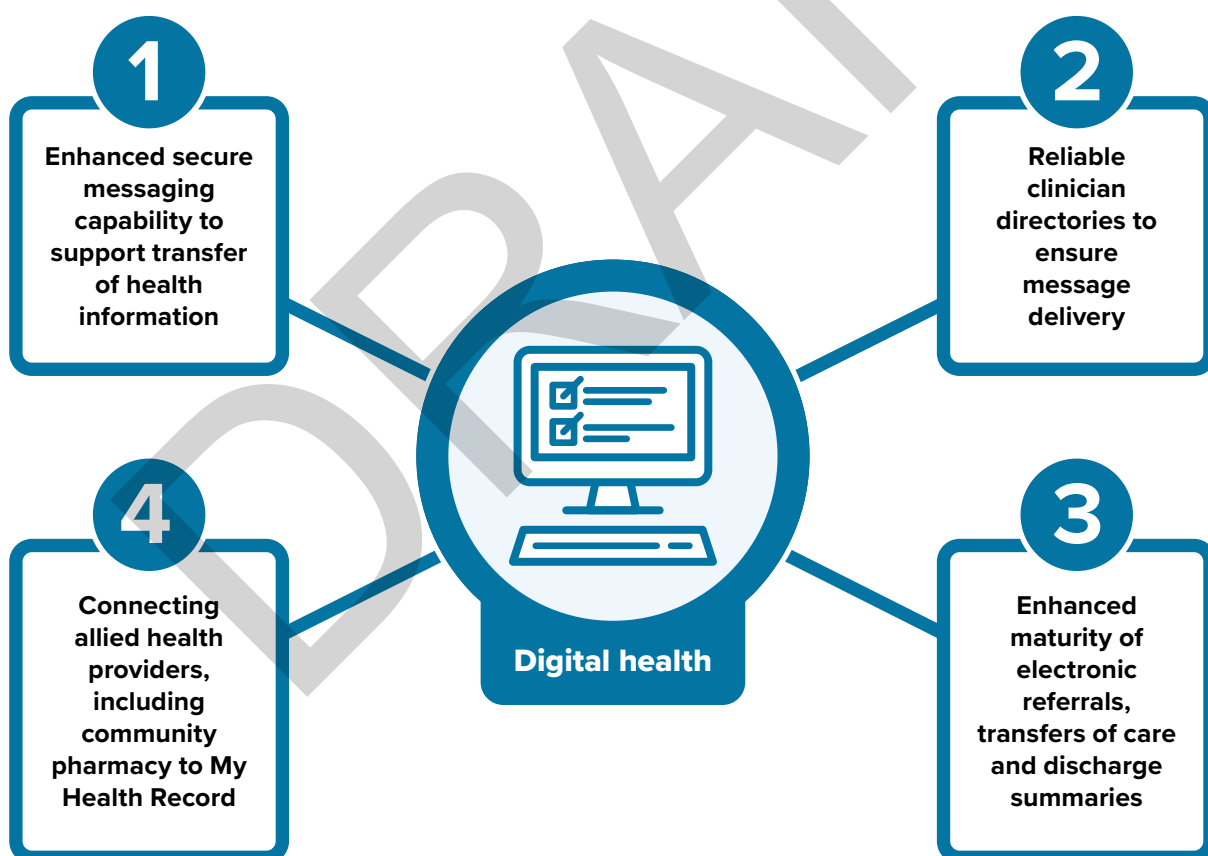 1
Enhanced secure
messaging
capability to
support transfer
of health
information
2
Reliable
clinician
directories to
ensure
message
delivery
Digital health
3
Enhanced
maturity of
electronic
referrals,
transfers of care
and discharge
summaries
4
Connecting
allied health
providers,
including
community
pharmacy to My
Health Record
DRA